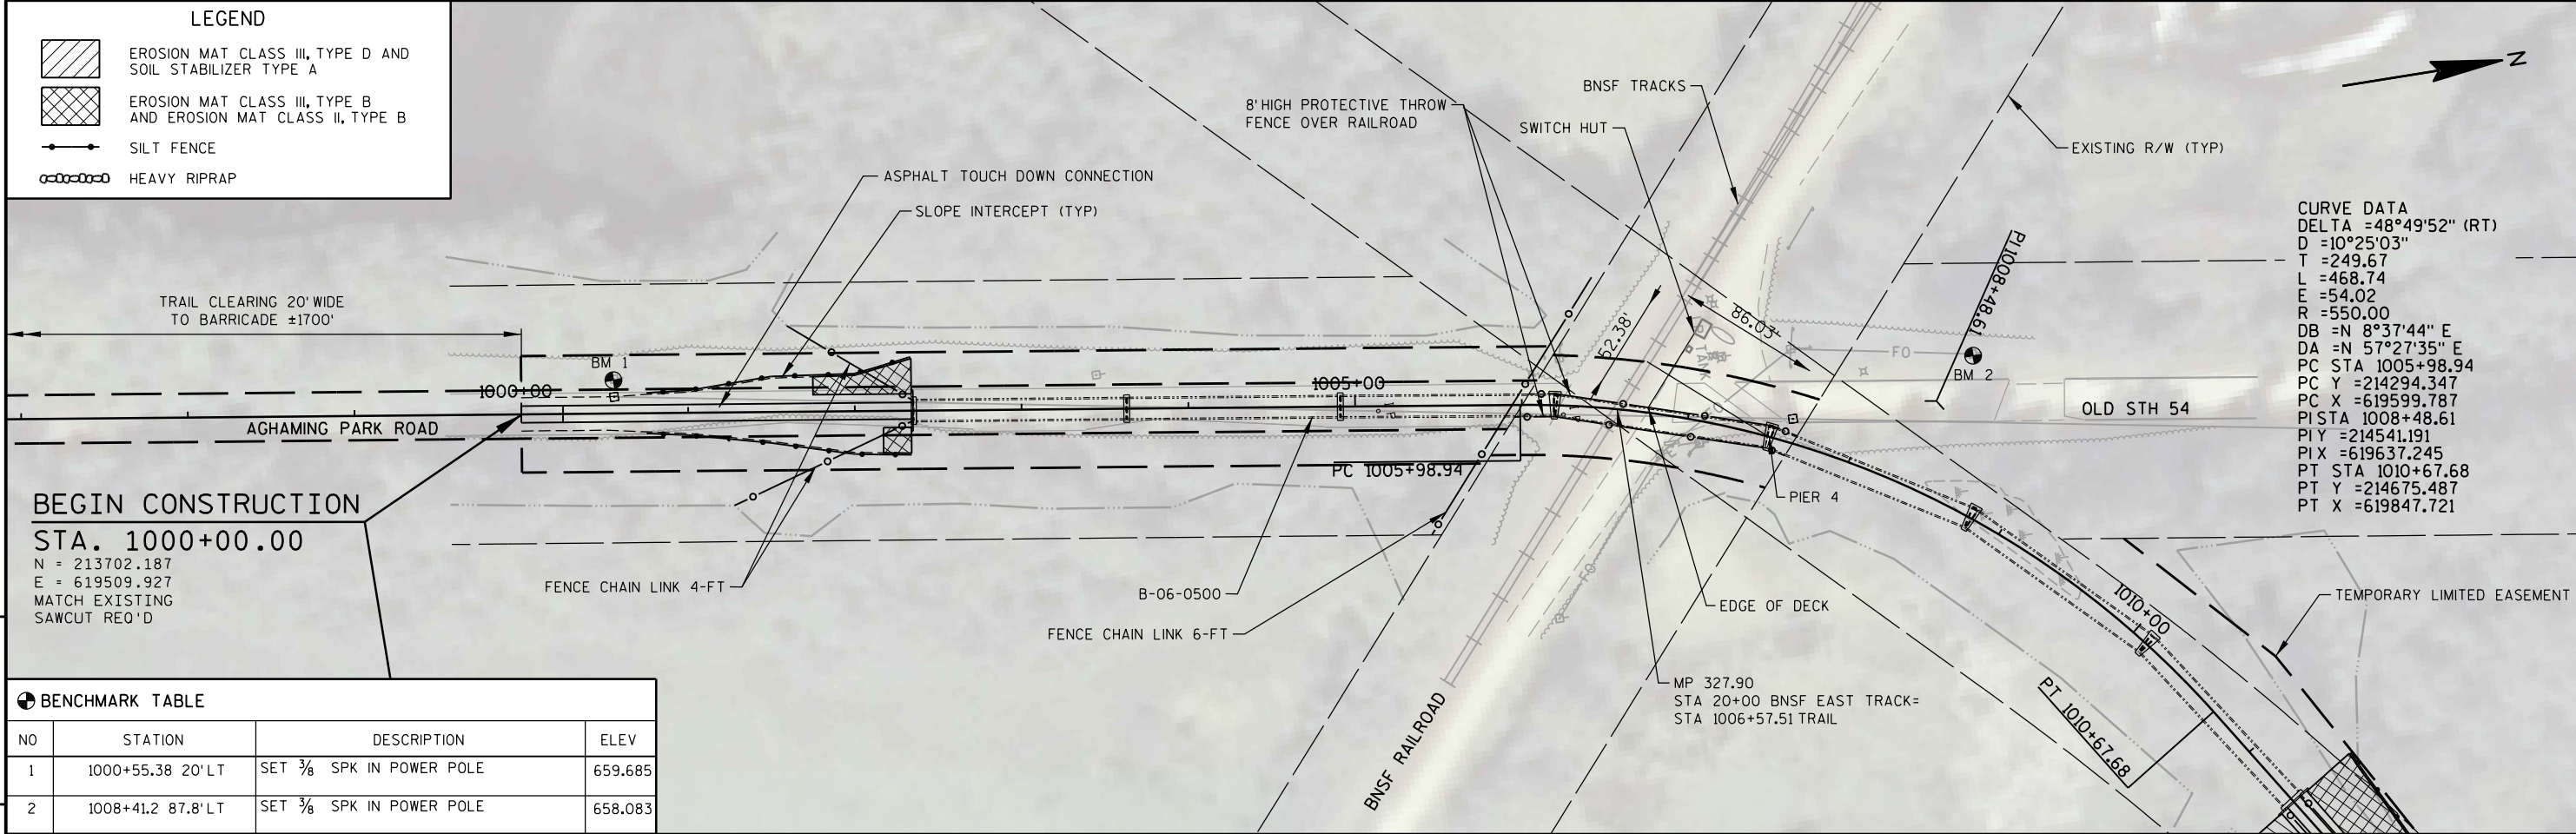 LEGEND
EROSION MAT CLASS III, TYPE D AND
SOIL STABILIZER TYPE A
EROSION MAT CLASS III, TYPE B
AND EROSION MAT CLASS II, TYPE B
SILT FENCE
HEAVY RIPRAP
N
BNSF TRACKS
8' HIGH PROTECTIVE THROW
FENCE OVER RAILROAD
SWITCH HUT
EXISTING R/W (TYP)
ASPHALT TOUCH DOWN CONNECTION
SLOPE INTERCEPT (TYP)
CURVE DATA
DELTA =48°49'52" (RT)
D =10°25'03"
T =249.67
L =468.74
E =54.02
R =550.00
DB =N 8°37'44" E
DA =N 57°27'35" E
PC STA 1005+98.94
PC Y =214294.347
PC X =619599.787
PI STA 1008+48.61
PI Y =214541.191
PI X =619637.245
PT STA 1010+67.68
PT Y =214675.487
PT X =619847.721
TRAIL CLEARING 20' WIDE
TO BARRICADE ±1700'
PI 1008+48.61
62.38'
86.03'
TANK
FO
BM 1
BM 2
1000+00
1005+00
OLD STH 54
AGHAMING PARK ROAD
PC 1005+98.94
BEGIN CONSTRUCTION
STA. 1000+00.00
N = 213702.187
E = 619509.927
MATCH EXISTING
SAWCUT REQ'D
PIER 4
FENCE CHAIN LINK 4-FT
B-06-0500
FO
EDGE OF DECK
1010+00
TEMPORARY LIMITED EASEMENT
FENCE CHAIN LINK 6-FT
MP 327.90
STA 20+00 BNSF EAST TRACK=
STA 1006+57.51 TRAIL
PT 1010+67.68
BNSF RAILROAD
BENCHMARK TABLE
NO STATION DESCRIPTION ELEV
1 1000+55.38 20' LT SET 3/8 SPK IN POWER POLE 659.685
2 1008+41.2 87.8' LT SET 3/8 SPK IN POWER POLE 658.083